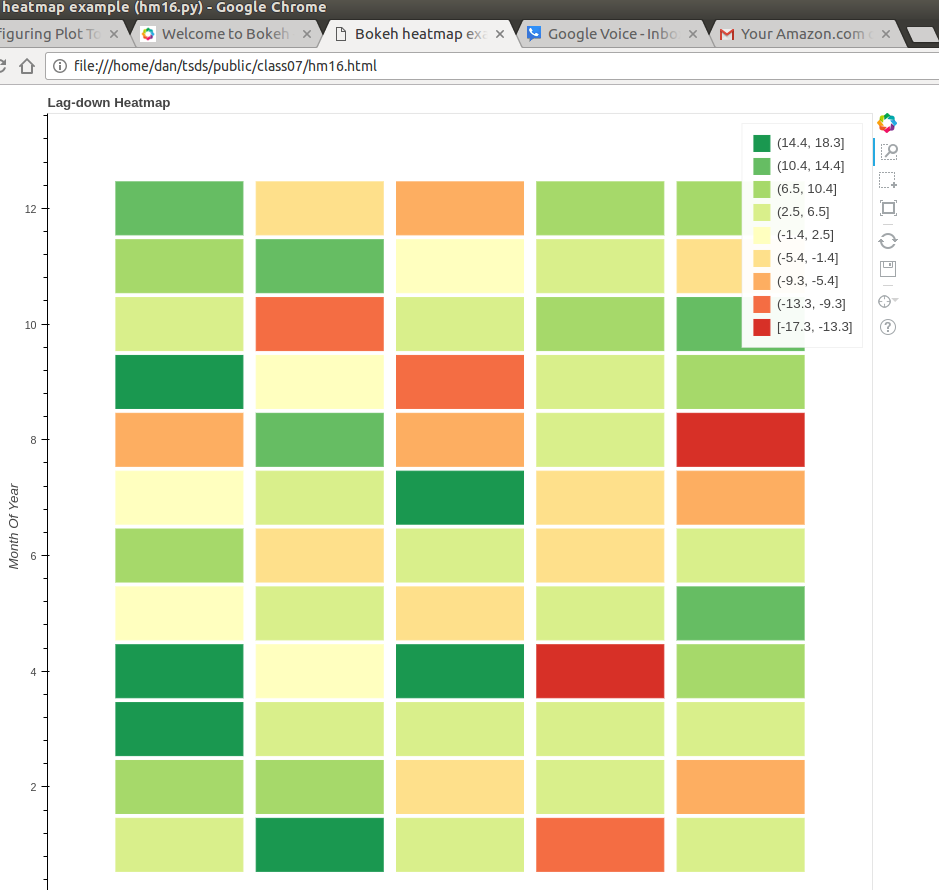 heatmap example (hm16.py) - Google Chrome
figuring Plot To
Welcome to Bokeh
Bokeh heatmap exa
Google Voice - Inbo
Your Amazon.com
file:///home/dan/tsds/public/class07/hm16.html
Lag-down Heatmap
(14.4, 18.3]
(10.4, 14.4]
(6.5, 10.4]
(2.5, 6.5]
(-1.4, 2.5]
(-5.4, -1.4]
(-9.3, -5.4]
(-13.3, -9.3]
[-17.3, -13.3]
12
10
8
6
4
2
Month Of Year